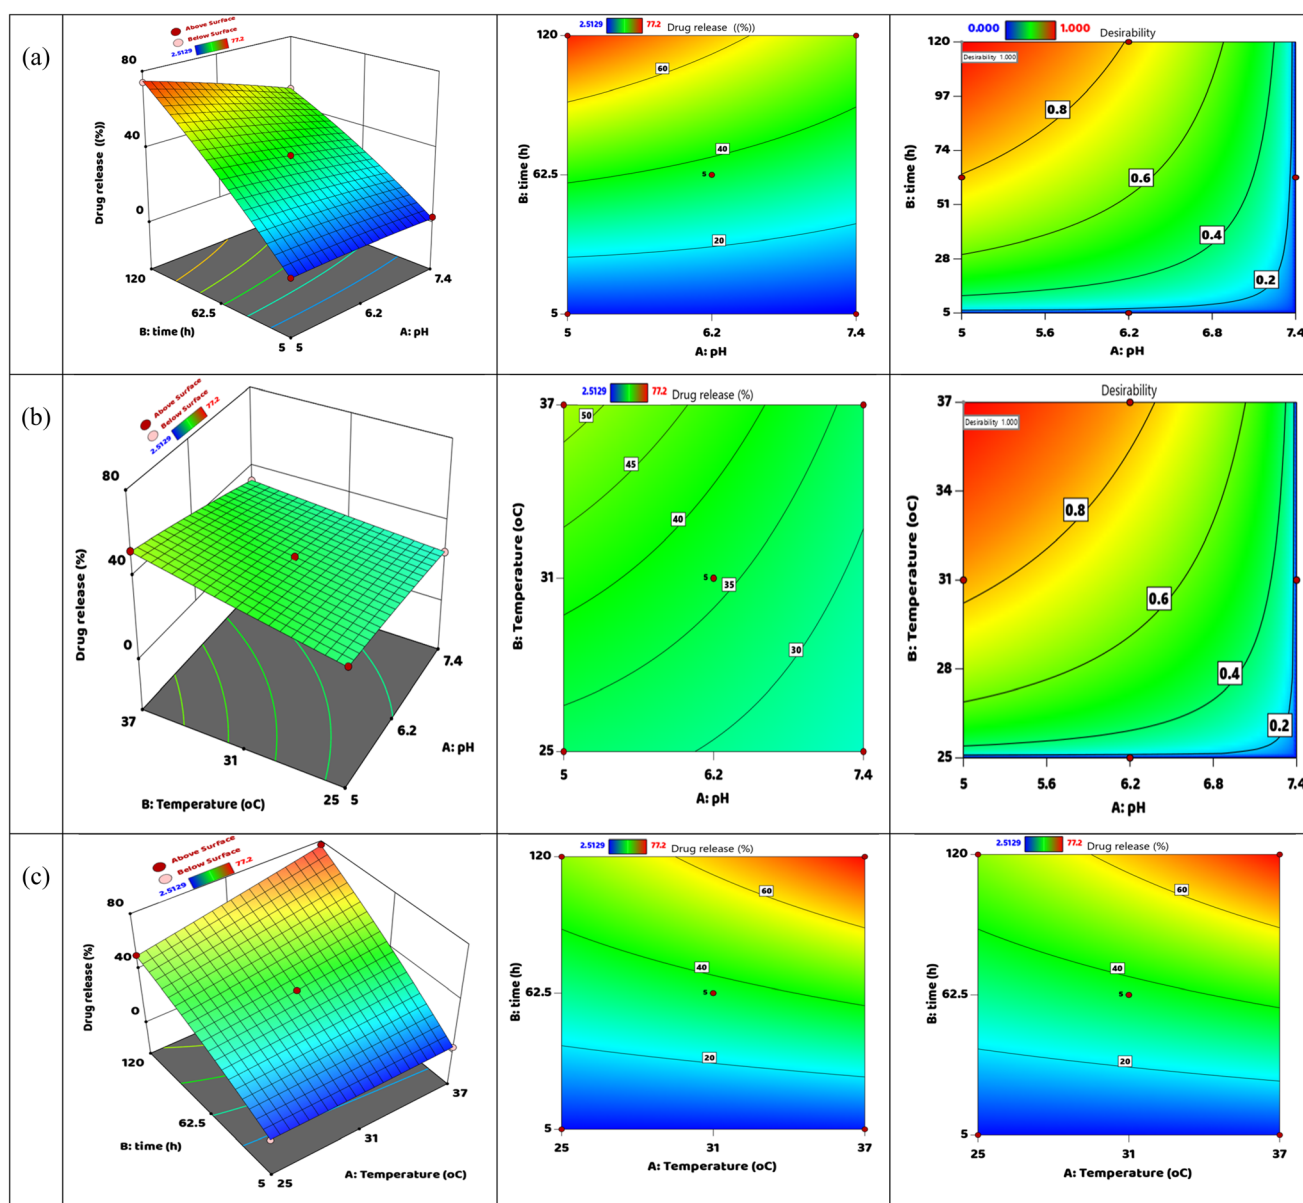 (a)
Above Surface
Below Surface
2.5129 77.2
80
40
0
Drug release ((%))
120
62.5
5 5
6.2
7.4
B: time (h)
A: pH
2.5129 77.2 Drug release ((%))
120
62.5
5
B: time (h)
60
40
5
20
5 6.2 7.4
A: pH
0.000 1.000 Desirability
Desirability 1.000
120
97
74
51
28
5
B: time (h)
0.8
0.6
0.4
0.2
5 5.6 6.2 6.8 7.4
A: pH
(b)
Above Surface
Below Surface
2.5129 77.2
80
40
0
Drug release (%)
37
31
25 5
6.2
7.4
B: Temperature (oC)
A: pH
2.5129 77.2 Drug release (%)
37
31
25
B: Temperature (oC)
50
45
40
5 35
30
5 6.2 7.4
A: pH
Desirability
Desirability 1.000
37
34
31
28
25
B: Temperature (oC)
0.8
0.6
0.4
0.2
5 5.6 6.2 6.8 7.4
A: pH
(c)
Above Surface
Below Surface
2.5129 77.2
80
40
0
Drug release (%)
120
62.5
5 25
31
37
B: time (h)
A: Temperature (oC)
2.5129 77.2 Drug release (%)
120
62.5
5
B: time (h)
60
40
5
20
25 31 37
A: Temperature (oC)
2.5129 77.2 Drug release (%)
120
62.5
5
B: time (h)
60
40
5
20
25 31 37
A: Temperature (oC)